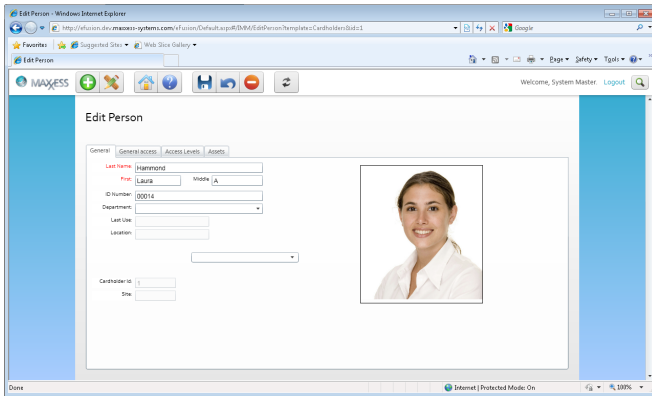 Edit Person - Windows Internet Explorer
http://efusion.dev.maxxess-systems.com/eFusion/Default.aspx#/IMM/EditPerson?template=Cardholders&id=1
Google
Favorites Suggested Sites Web Slice Gallery
Edit Person
Page Safety Tools
MAXXESS
Welcome, System Master. Logout
Edit Person
General General access Access Levels Assets
Last Name: Hammond
First: Laura Middle: A
ID Number: 00014
Department:
Last Use:
Location:
Cardholder Id: 1
Site:
Done
Internet | Protected Mode: On
100%